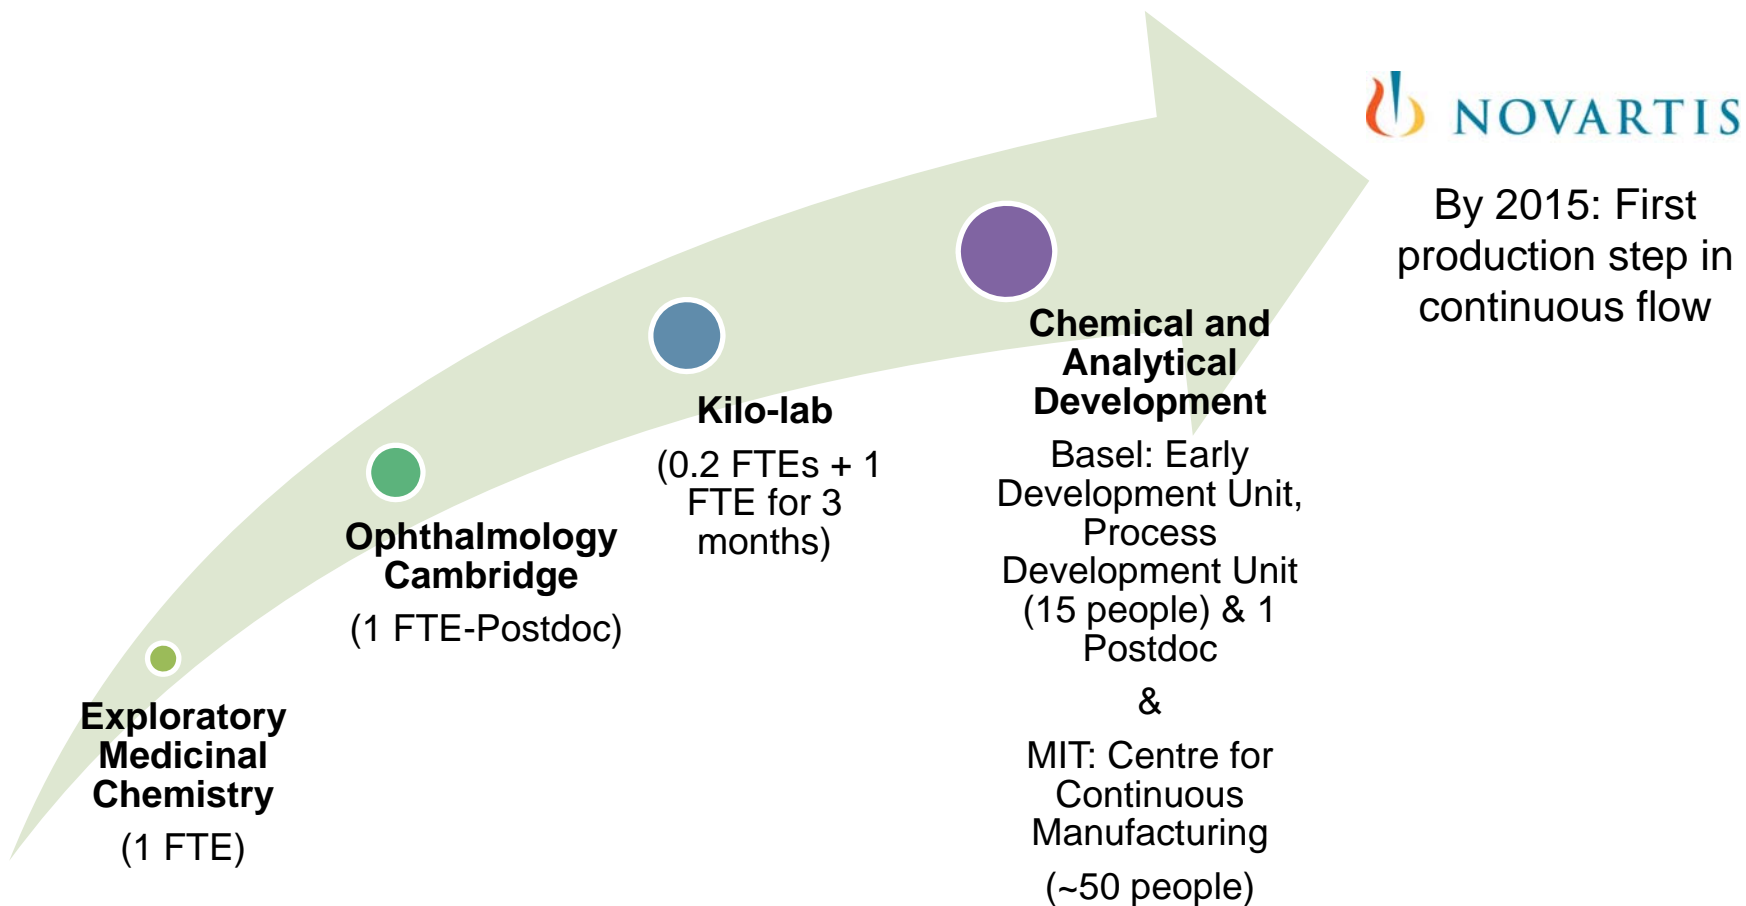 NOVARTIS
By 2015: First
production step in
continuous flow
Chemical and
Analytical
Development
Basel: Early
Development Unit,
Process
Development Unit
(15 people) & 1
Postdoc
&
MIT: Centre for
Continuous
Manufacturing
(~50 people)
Kilo-lab
(0.2 FTEs + 1
FTE for 3
months)
Ophthalmology
Cambridge
(1 FTE-Postdoc)
Exploratory
Medicinal
Chemistry
(1 FTE)